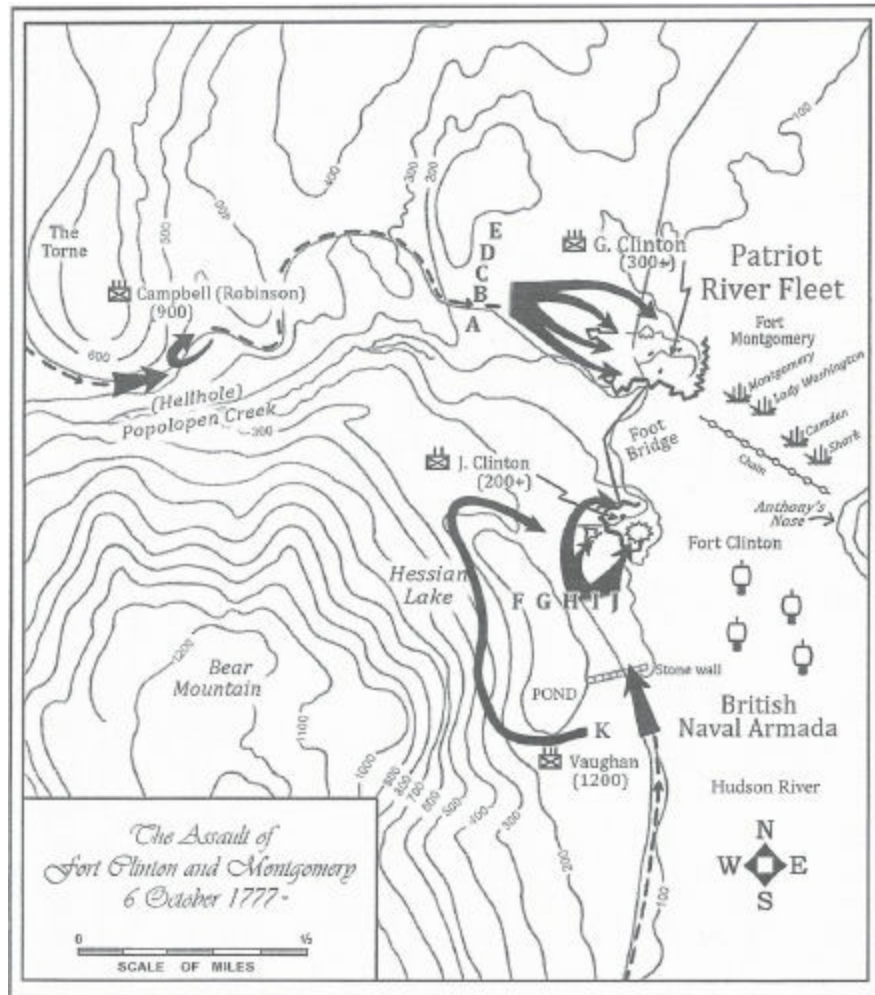 100
400
300
200
400
500
The
Torne
E
D
C
B
A
G. Clinton
(300+)
Campbell (Robinson)
(900)
600
Patriot
River Fleet
Fort
Montgomery
Montgomery
Lady Washington
Camden
Shark
Chain
(Hellhole)
Popolopen Creek
300
Foot
Bridge
J. Clinton
(200+)
Anthony's
Nose
Fort Clinton
Hessian
Lake
F G H I J
1200
Bear
Mountain
1100
1000
900
800
600
500
400
300
200
100
Stone wall
POND
K
Vaughan
(1200)
British
Naval Armada
Hudson River
N
W E
S
The Assault of
Fort Clinton and Montgomery
6 October 1777-
0 ½
SCALE OF MILES